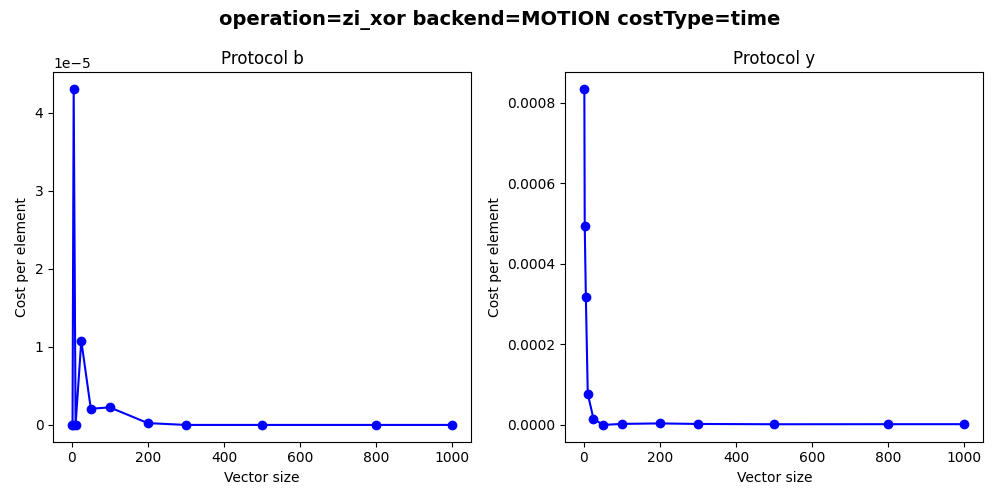 operation=zi_xor backend=MOTION costType=time
Protocol b
1e−5
4
3
2
1
0
Cost per element
0 200 400 600 800 1000
Vector size
Protocol y
0.0008
0.0006
0.0004
0.0002
0.0000
Cost per element
0 200 400 600 800 1000
Vector size